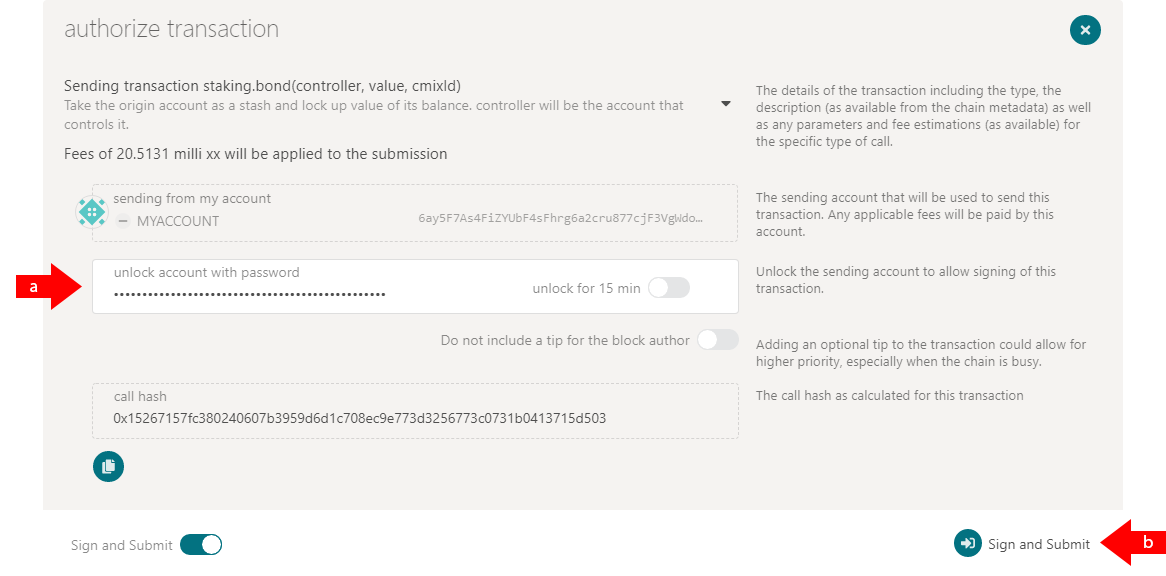 authorize transaction
Sending transaction staking.bond(controller, value, cmixId)
Take the origin account as a stash and lock up value of its balance. controller will be the account that
controls it.
Fees of 20.5131 milli xx will be applied to the submission
The details of the transaction including the type, the
description (as available from the chain metadata) as well
as any parameters and fee estimations (as available) for
the specific type of call.
sending from my account
MYACCOUNT
6ay5F7As4FiZYUbF4sFhrg6a2cru877cjF3VgWdo…
The sending account that will be used to send this
transaction. Any applicable fees will be paid by this
account.
a
unlock account with password
••••••••••••••••••••••••••••••••••••••••••••••••
unlock for 15 min
Unlock the sending account to allow signing of this
transaction.
Do not include a tip for the block author
Adding an optional tip to the transaction could allow for
higher priority, especially when the chain is busy.
call hash
0x15267157fc380240607b3959d6d1c708ec9e773d3256773c0731b0413715d503
The call hash as calculated for this transaction
Sign and Submit
Sign and Submit
b